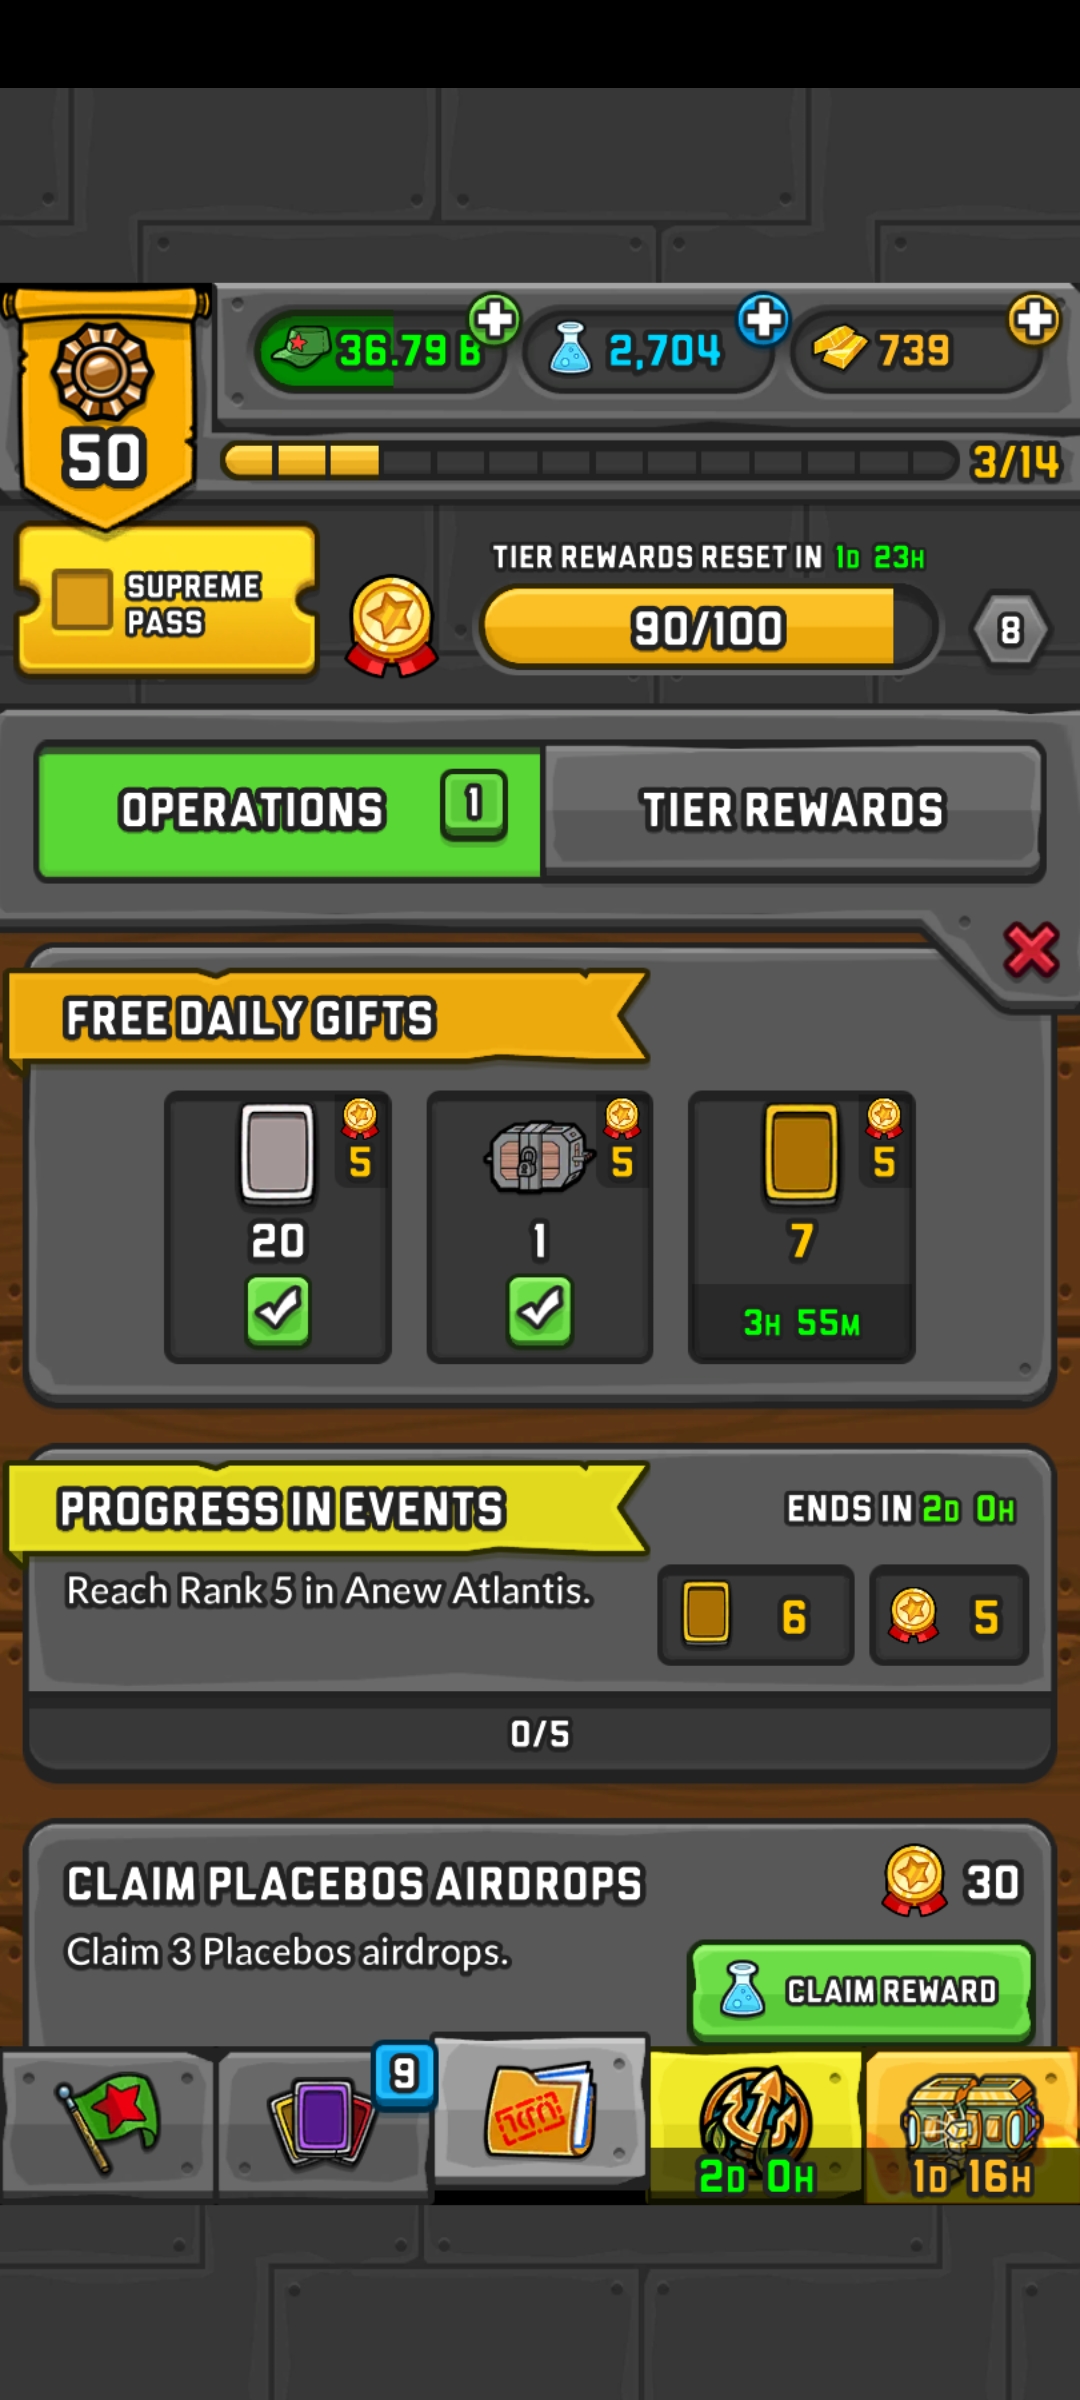 50
36.79 B
2,704
739
3/14
SUPREME
PASS
TIER REWARDS RESET IN 1D 23H
90/100
8
OPERATIONS 1
TIER REWARDS
FREE DAILY GIFTS
5
5
5
20
1
7
3H 55M
PROGRESS IN EVENTS
ENDS IN 2D 0H
Reach Rank 5 in Anew Atlantis.
6
5
0/5
CLAIM PLACEBOS AIRDROPS
30
Claim 3 Placebos airdrops.
CLAIM REWARD
9
2D 0H
1D 16H